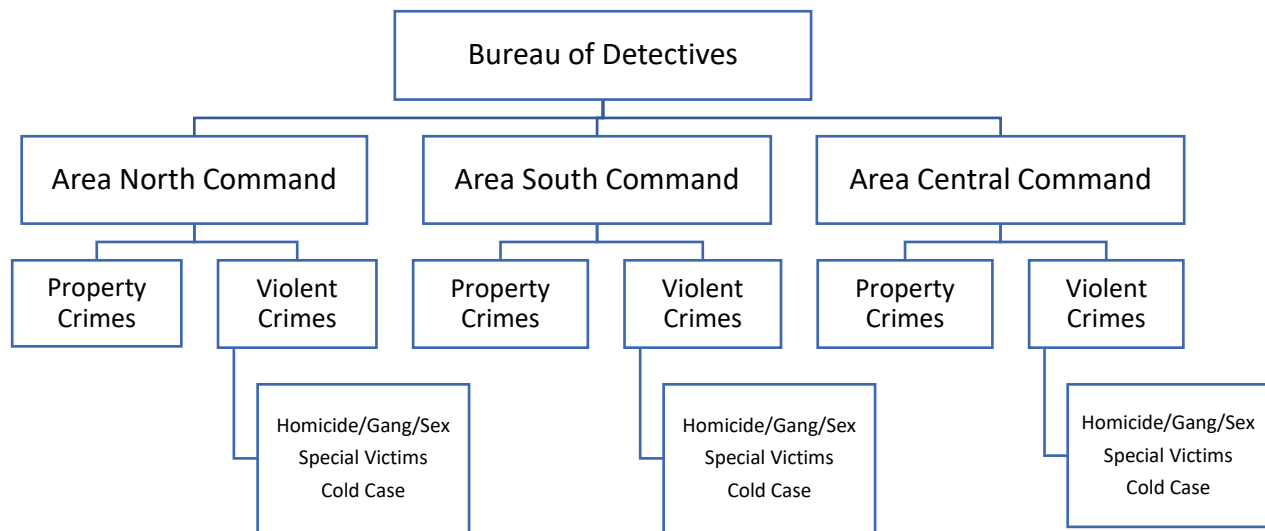 Bureau of Detectives
Area North Command
Area South Command
Area Central Command
Property
Crimes
Violent
Crimes
Property
Crimes
Violent
Crimes
Property
Crimes
Violent
Crimes
Homicide/Gang/Sex
Special Victims
Cold Case
Homicide/Gang/Sex
Special Victims
Cold Case
Homicide/Gang/Sex
Special Victims
Cold Case